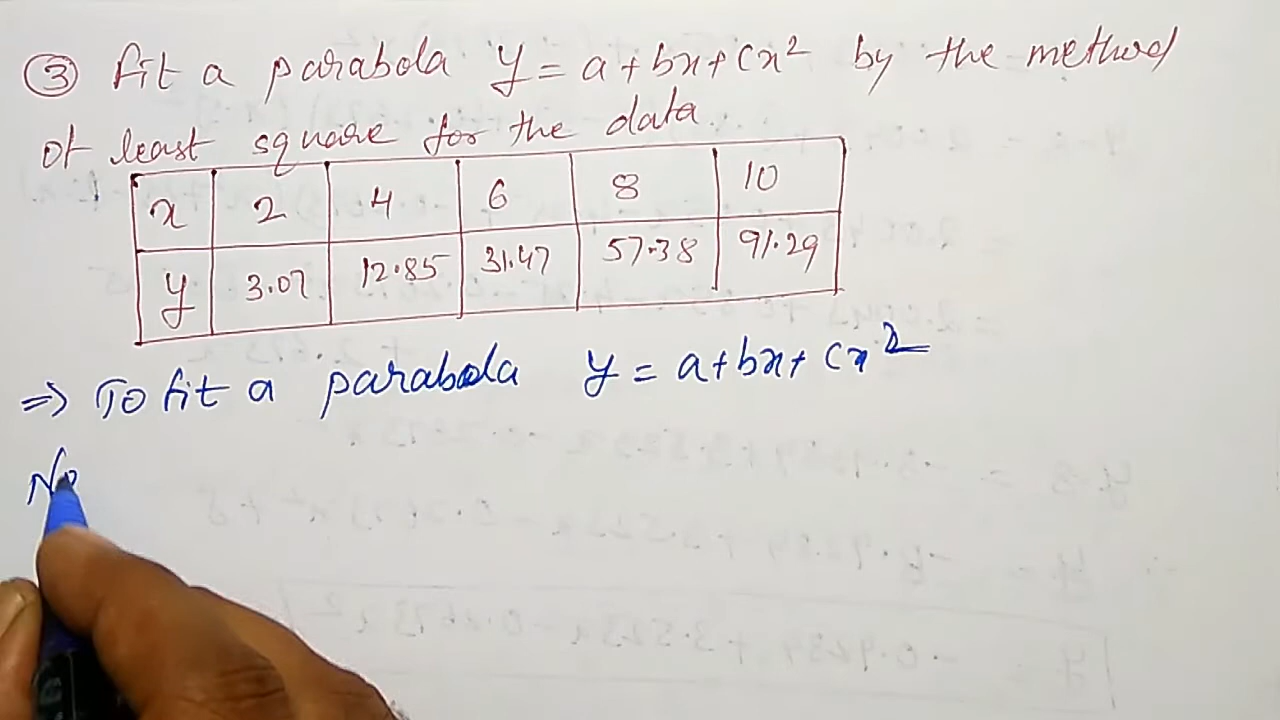 ③ Fit a parabola y = a + bx + cx² by the method
of least square for the data
x 2 4 6 8 10
y 3.07 12.85 31.47 57.38 91.29
⇒ To fit a parabola y = a + bx + cx²
No